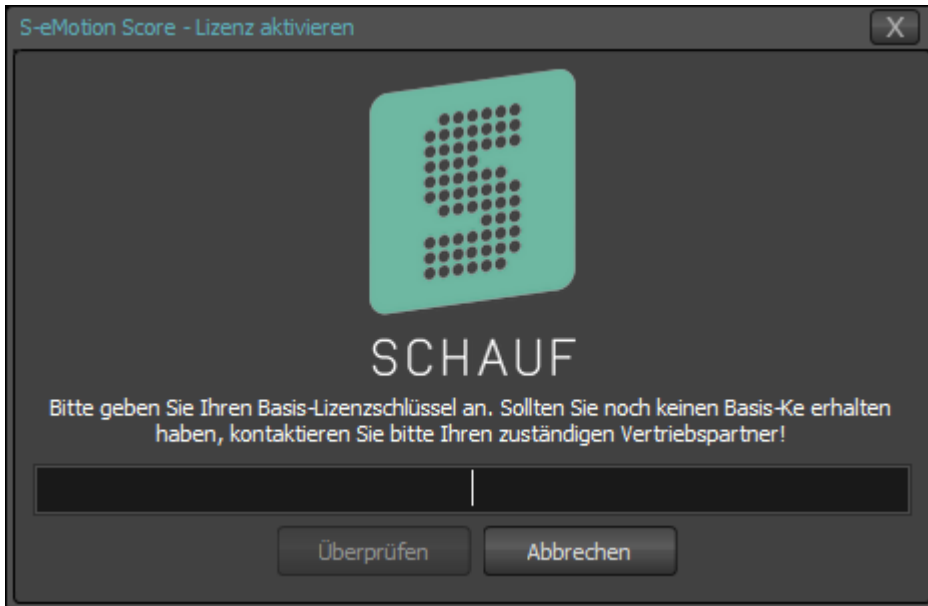 S-eMotion Score - Lizenz aktivieren
X
S
SCHAUF
Bitte geben Sie Ihren Basis-Lizenzschlüssel an. Sollten Sie noch keinen Basis-Ke erhalten
haben, kontaktieren Sie bitte Ihren zuständigen Vertriebspartner!
Überprüfen Abbrechen